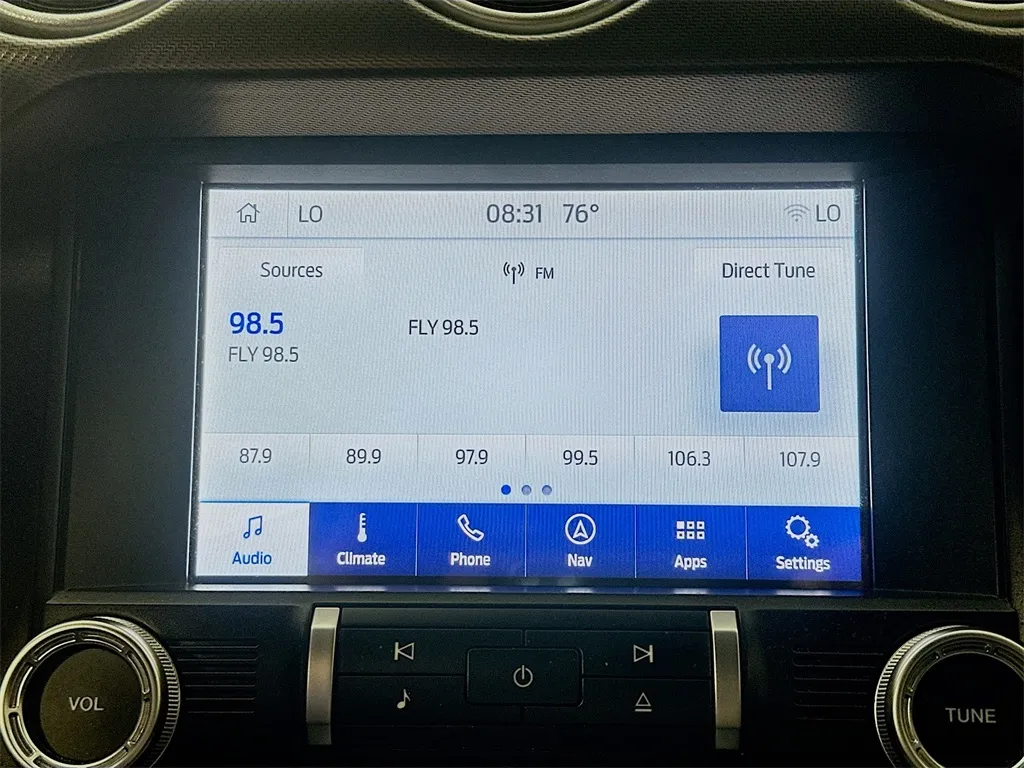 LO 08:31 76° LO
Sources FM Direct Tune
98.5
FLY 98.5
FLY 98.5
87.9 89.9 97.9 99.5 106.3 107.9
Audio Climate Phone Nav Apps Settings
VOL
TUNE